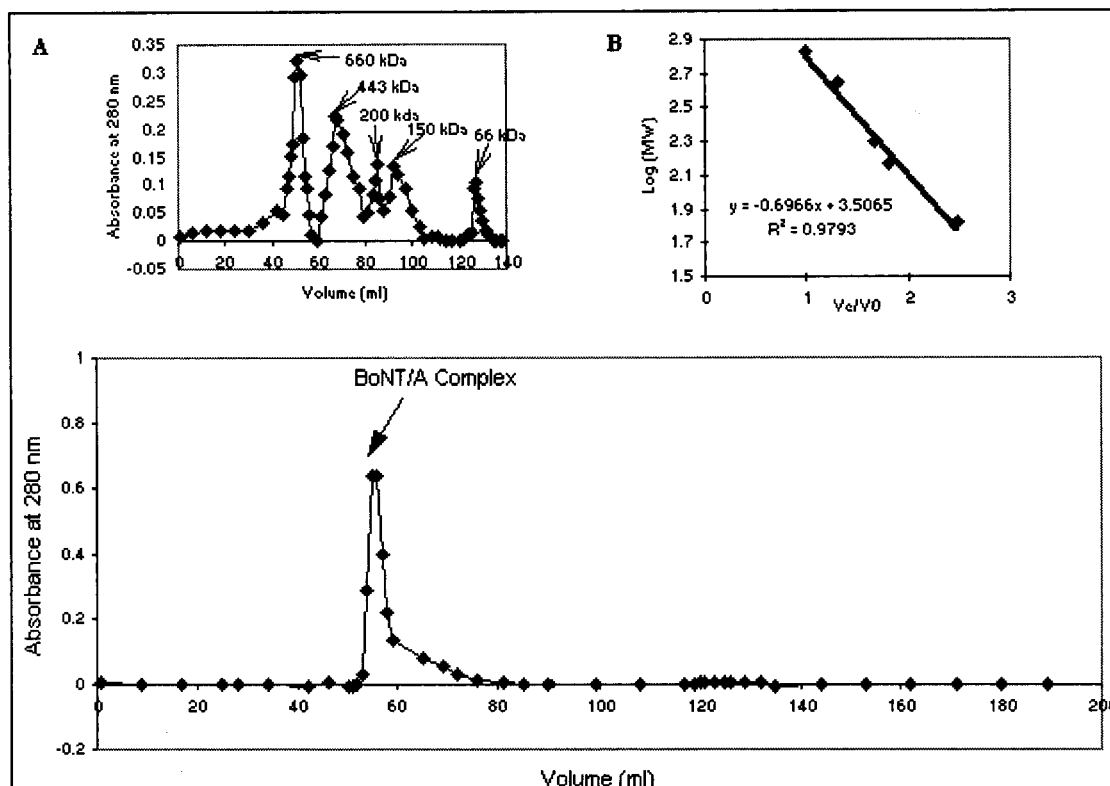 A
0.35
0.3
0.25
0.2
0.15
0.1
0.05
0
-0.05
Absorbance at 280 nm
660 kDa
443 kDa
200 kda
150 kDa
66 kDa
0 20 40 60 80 100 120 140
Volume (ml)
B
2.9
2.7
2.5
2.3
2.1
1.9
1.7
1.5
Log (MW)
y = -0.6966x + 3.5065
R² = 0.9793
0 1 2 3
Ve/V0
1
0.8
0.6
0.4
0.2
0
-0.2
Absorbance at 280 nm
BoNT/A Complex
0 20 40 60 80 100 120 140 160 180 200
Volume (ml)